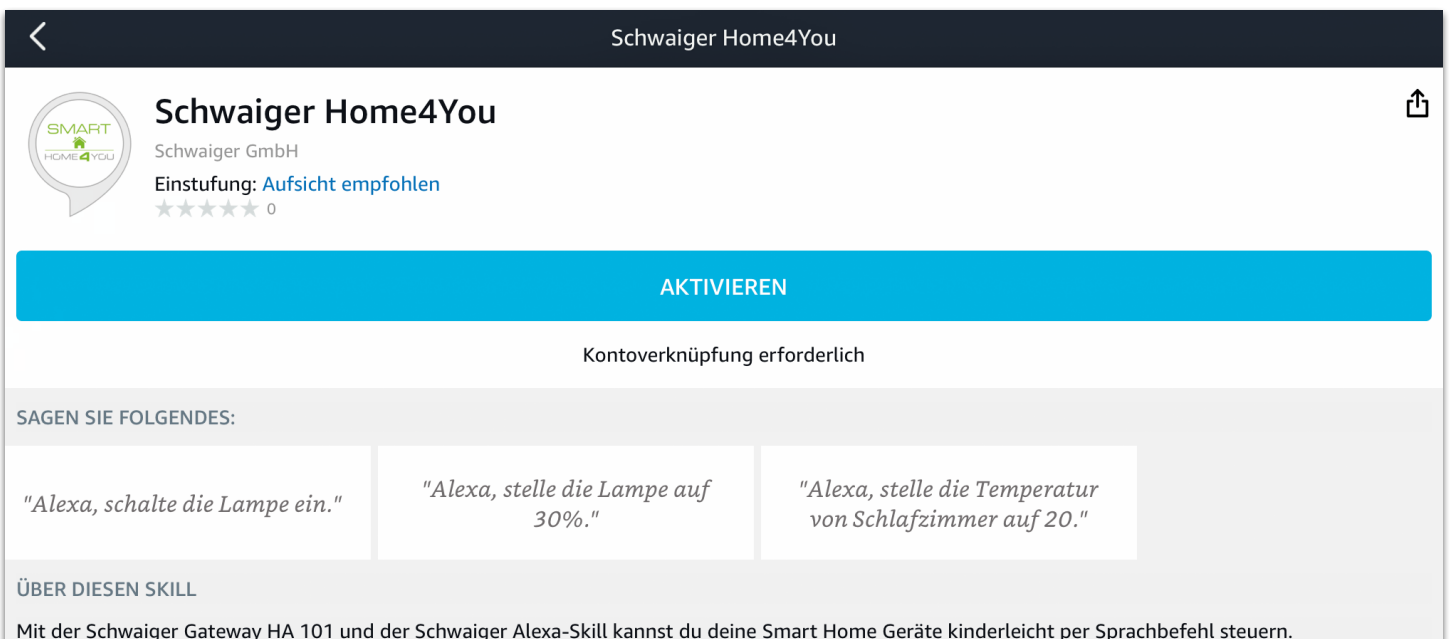 Schwaiger Home4You
SMART
HOME4YOU
Schwaiger Home4You
Schwaiger GmbH
Einstufung: Aufsicht empfohlen
0
AKTIVIEREN
Kontoverknüpfung erforderlich
SAGEN SIE FOLGENDES:
"Alexa, schalte die Lampe ein."
"Alexa, stelle die Lampe auf
30%."
"Alexa, stelle die Temperatur
von Schlafzimmer auf 20."
ÜBER DIESEN SKILL
Mit der Schwaiger Gateway HA 101 und der Schwaiger Alexa-Skill kannst du deine Smart Home Geräte kinderleicht per Sprachbefehl steuern.